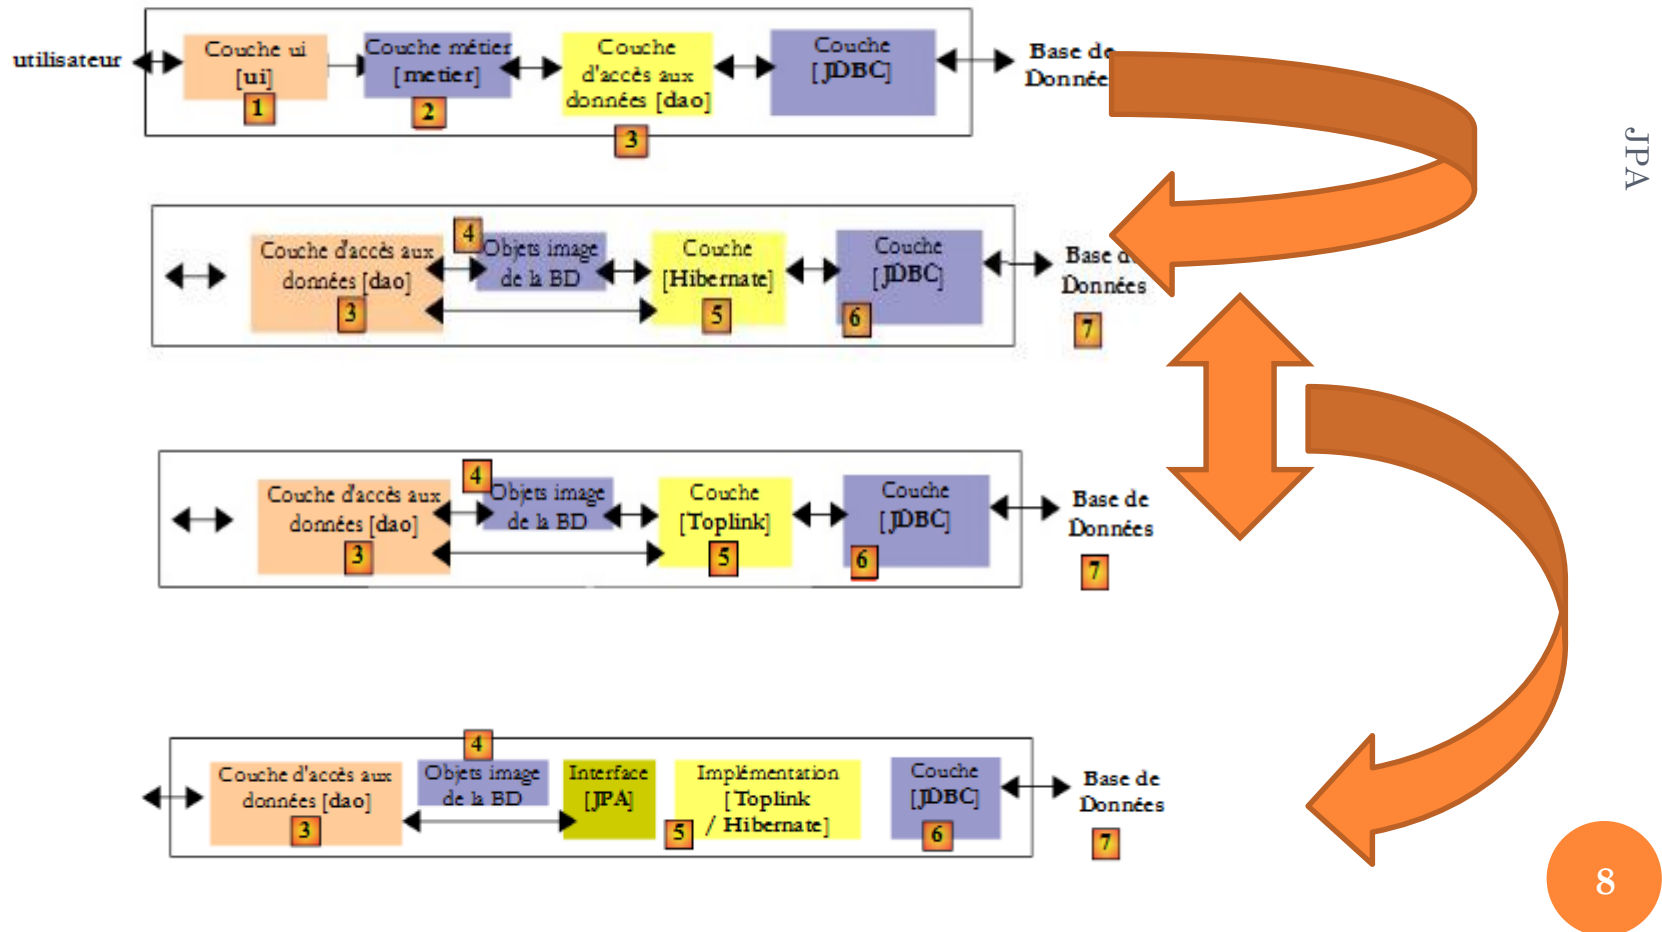 utilisateur
Couche ui
[ui]
1
Couche métier
[metier]
2
Couche
d'accès aux
données [dao]
3
Couche
[JDBC]
Base de
Donnée
JPA
Couche d'accès aux
données [dao]
3
4
Objets image
de la BD
Couche
[Hibernate]
5
Couche
[JDBC]
6
Base d
Données
7
Couche d'accès aux
données [dao]
3
4
Objets image
de la BD
Couche
[Toplink]
5
Couche
[JDBC]
6
Base de
Données
7
Couche d'accès aux
données [dao]
3
4
Objets image
de la BD
Interface
[JPA]
Implémentation
[Toplink
/ Hibernate]
5
Couche
[JDBC]
6
Base de
Données
7
8